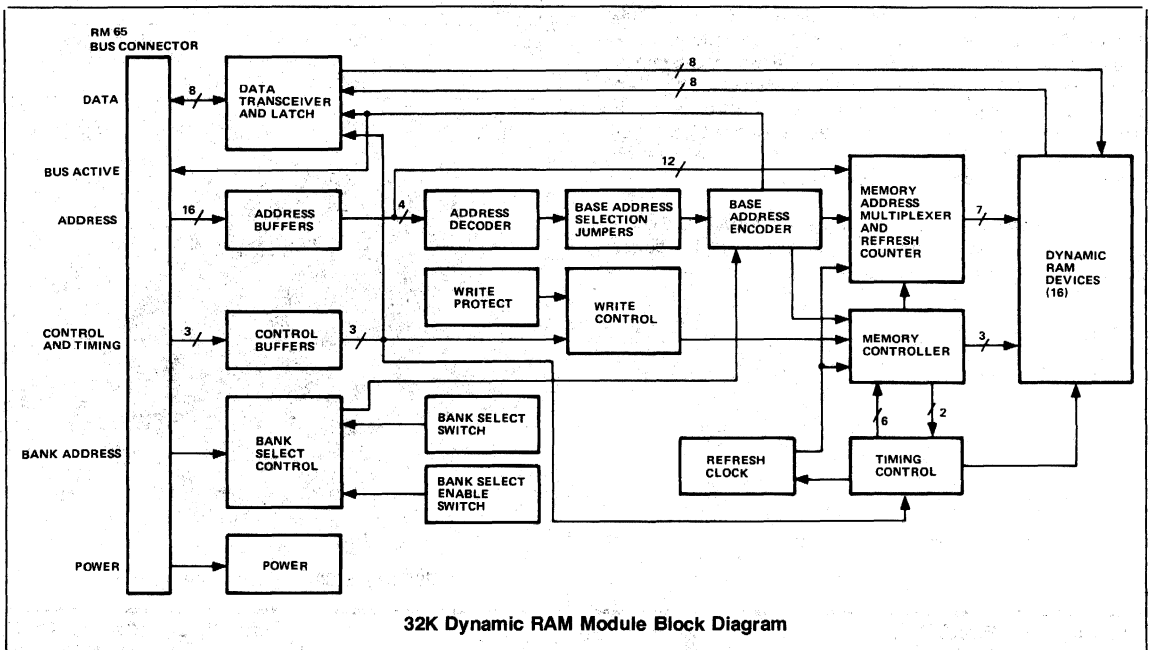 RM 65
BUS CONNECTOR
DATA
8
DATA
TRANSCEIVER
AND LATCH
8
8
BUS ACTIVE
12
ADDRESS
16
ADDRESS
BUFFERS
4
ADDRESS
DECODER
BASE ADDRESS
SELECTION
JUMPERS
BASE
ADDRESS
ENCODER
MEMORY
ADDRESS
MULTIPLEXER
AND
REFRESH
COUNTER
7
DYNAMIC
RAM
DEVICES
(16)
WRITE
PROTECT
WRITE
CONTROL
CONTROL
AND TIMING
3
CONTROL
BUFFERS
3
MEMORY
CONTROLLER
3
6
2
BANK ADDRESS
BANK
SELECT
CONTROL
BANK SELECT
SWITCH
BANK SELECT
ENABLE
SWITCH
REFRESH
CLOCK
TIMING
CONTROL
POWER
POWER
32K Dynamic RAM Module Block Diagram